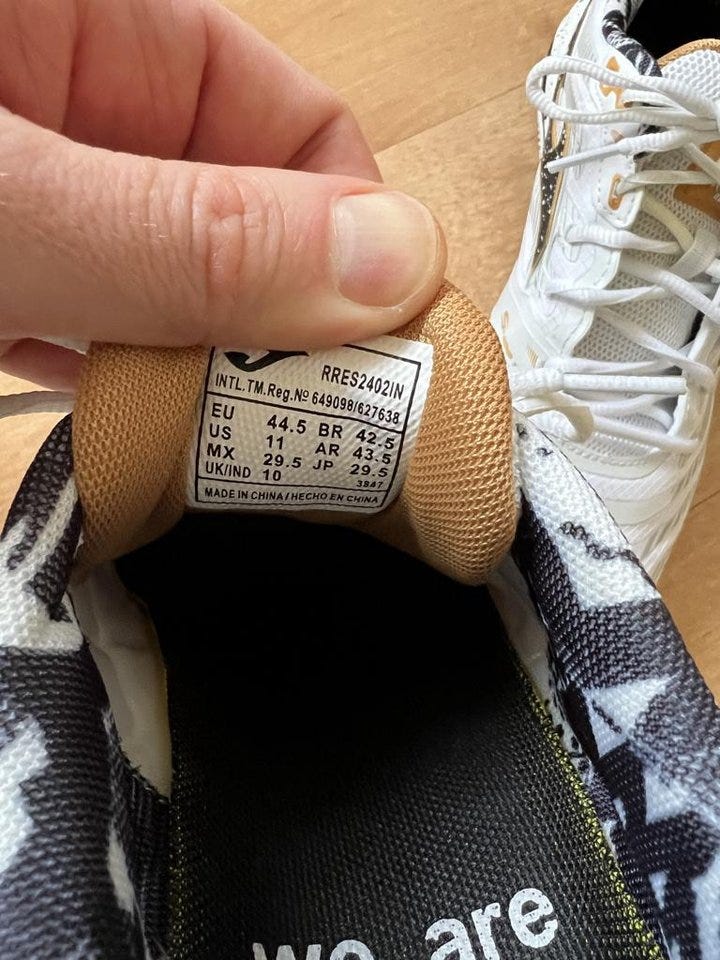 RRES2402IN
INTL.TM.Reg.Nº 649098/627638
EU 44.5 BR 42.5
US 11 AR 43.5
MX 29.5 JP 29.5
UK/IND 10 3847
MADE IN CHINA / HECHO EN CHINA
we are